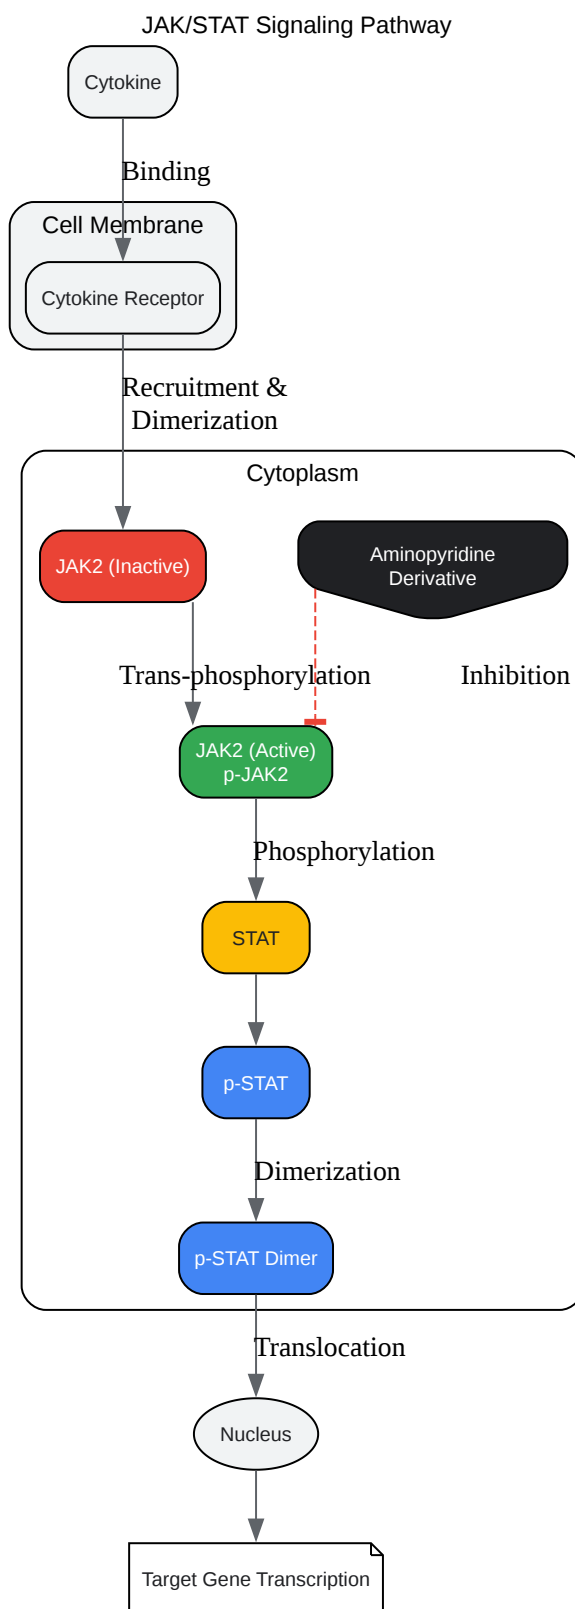 JAK/STAT Signaling Pathway
Cytokine
Binding
Cell Membrane
Cytokine Receptor
Recruitment &
Dimerization
Cytoplasm
JAK2 (Inactive)
Aminopyridine
Derivative
Trans-phosphorylation
Inhibition
JAK2 (Active)
p-JAK2
Phosphorylation
STAT
p-STAT
Dimerization
p-STAT Dimer
Translocation
Nucleus
Target Gene Transcription